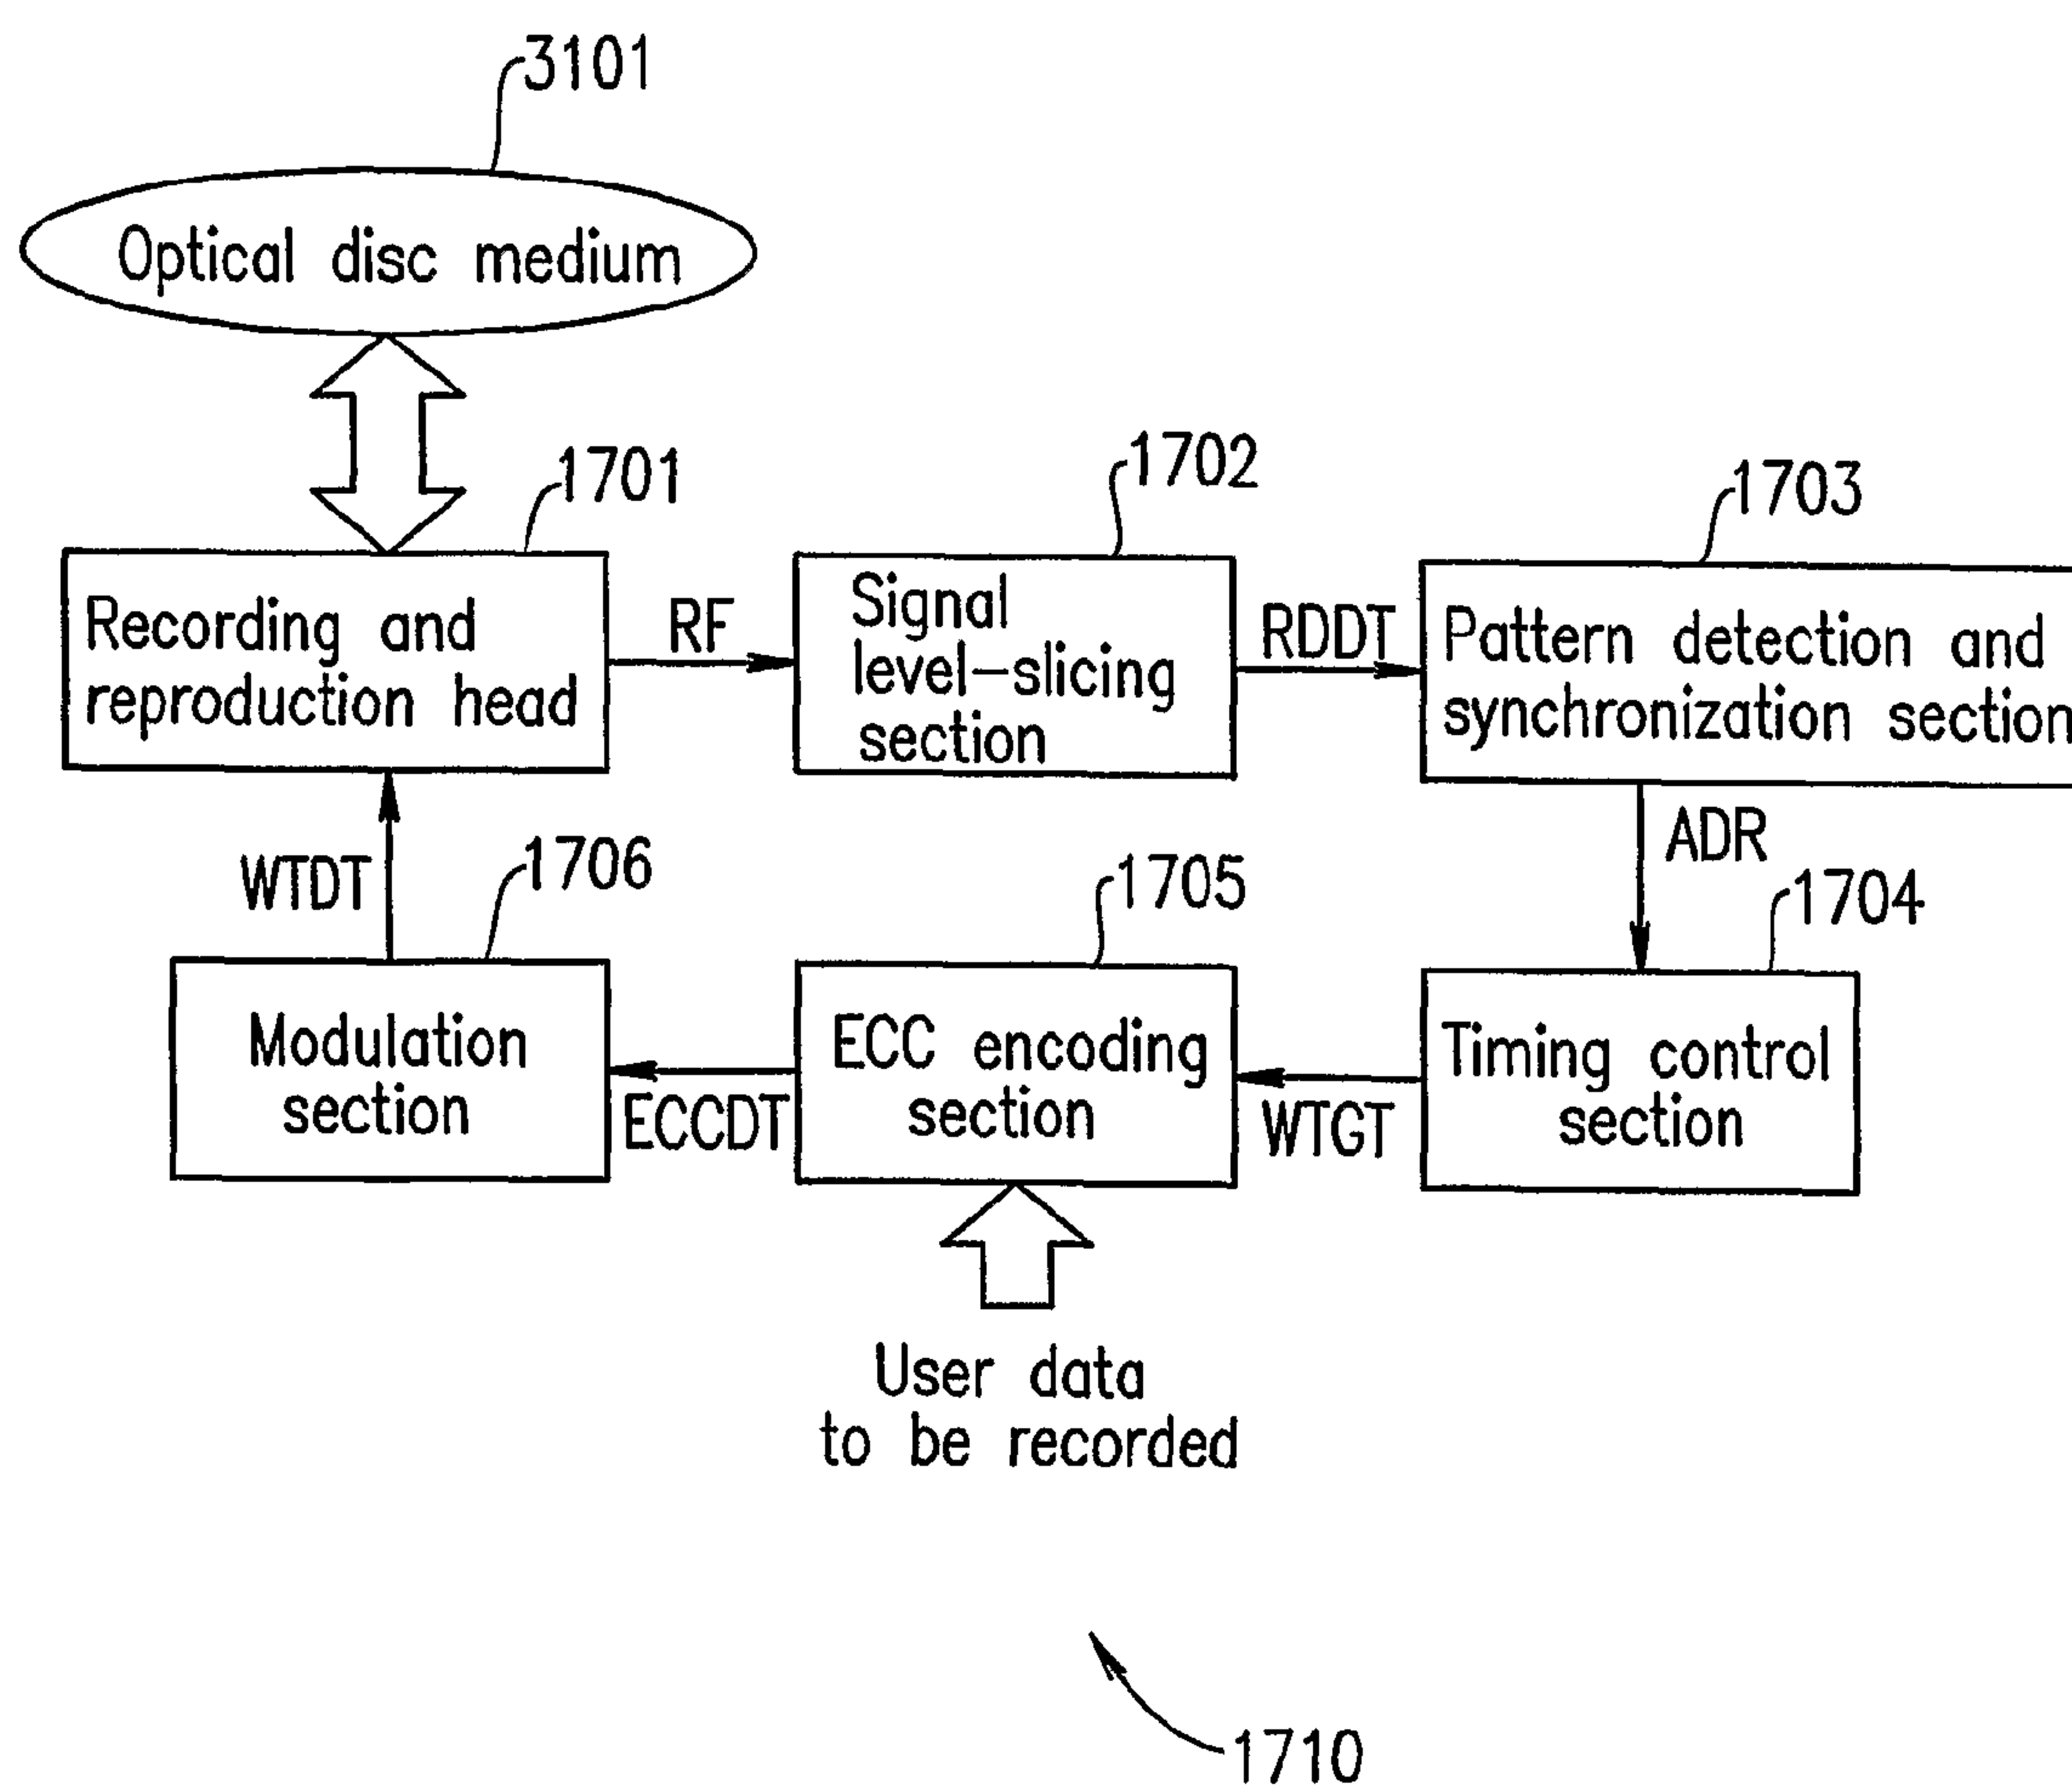 3101
Optical disc medium
1701
1702
1703
Recording and
reproduction head
RF
Signal
level-slicing
section
RDDT
Pattern detection and
synchronization section
WTDT
1706
1705
ADR
1704
Modulation
section
ECCDT
ECC encoding
section
WTGT
Timing control
section
User data
to be recorded
1710